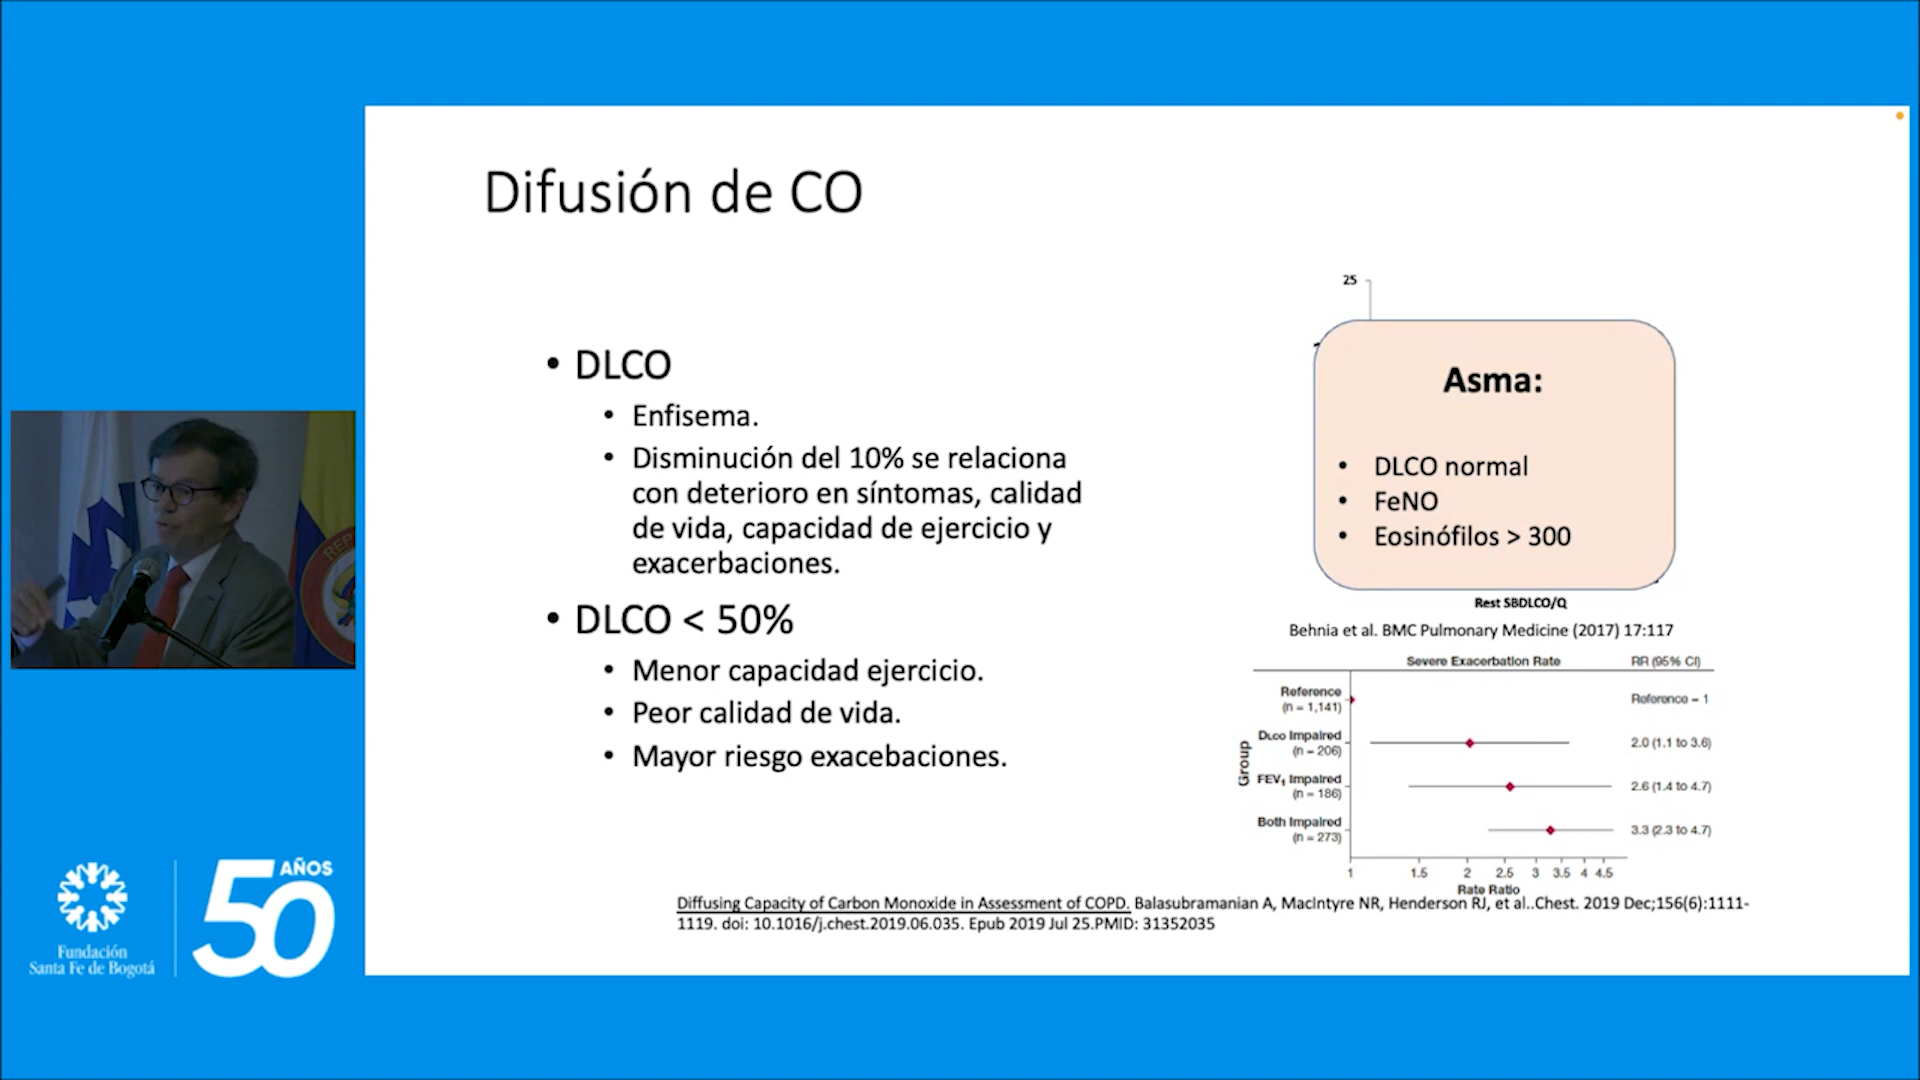 Difusión de CO
• DLCO
• Enfisema.
• Disminución del 10% se relaciona
con deterioro en síntomas, calidad
de vida, capacidad de ejercicio y
exacerbaciones.
• DLCO < 50%
• Menor capacidad ejercicio.
• Peor calidad de vida.
• Mayor riesgo exacebaciones.
25
Asma:
• DLCO normal
• FeNO
• Eosinófilos > 300
Rest SBDLCO/Q
Behnia et al. BMC Pulmonary Medicine (2017) 17:117
Severe Exacerbation Rate RR (95% CI)
Group
Reference
(n = 1,141)
Reference = 1
DLCO Impaired
(n = 206)
2.0 (1.1 to 3.6)
FEV₁ Impaired
(n = 186)
2.6 (1.4 to 4.7)
Both Impaired
(n = 273)
3.3 (2.3 to 4.7)
1 1.5 2 2.5 3 3.5 4 4.5
Rate Ratio
Diffusing Capacity of Carbon Monoxide in Assessment of COPD. Balasubramanian A, MacIntyre NR, Henderson RJ, et al..Chest. 2019 Dec;156(6):1111-
1119. doi: 10.1016/j.chest.2019.06.035. Epub 2019 Jul 25.PMID: 31352035
REP
Fundación
Santa Fe de Bogotá
50 AÑOS